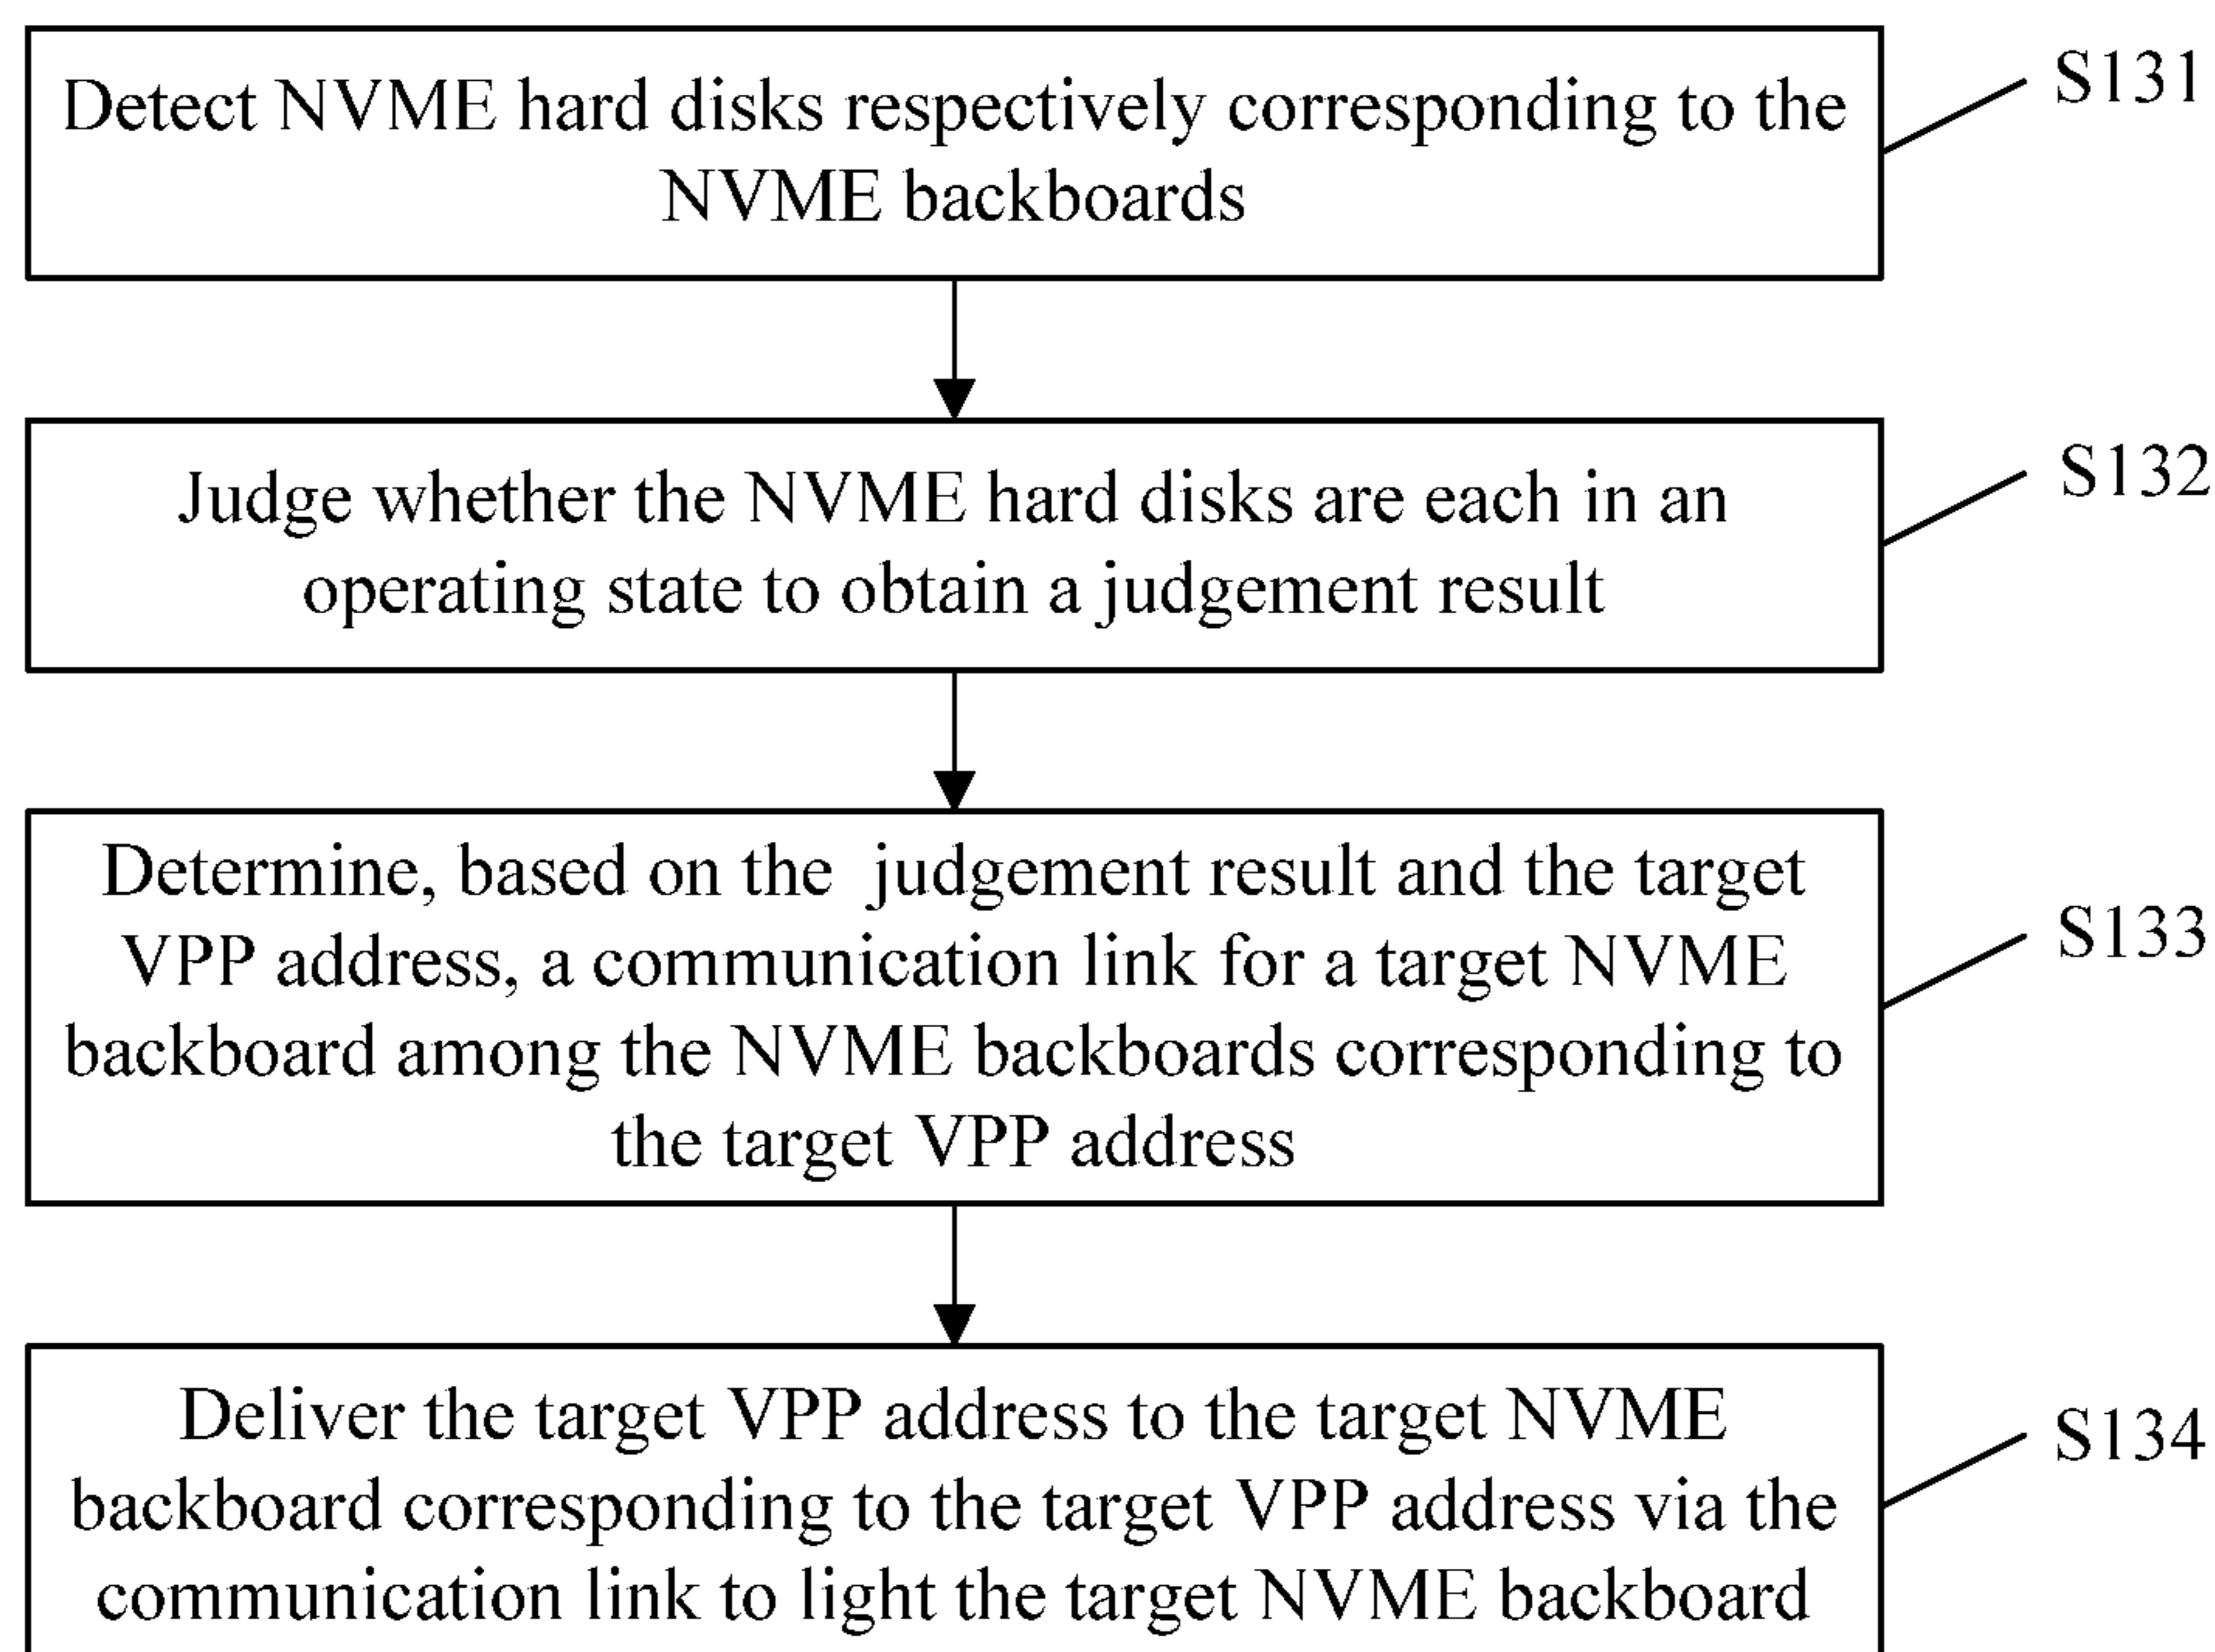 Detect NVME hard disks respectively corresponding to the
NVME backboards
S131
Judge whether the NVME hard disks are each in an
operating state to obtain a judgement result
S132
Determine, based on the judgement result and the target
VPP address, a communication link for a target NVME
backboard among the NVME backboards corresponding to
the target VPP address
S133
Deliver the target VPP address to the target NVME
backboard corresponding to the target VPP address via the
communication link to light the target NVME backboard
S134